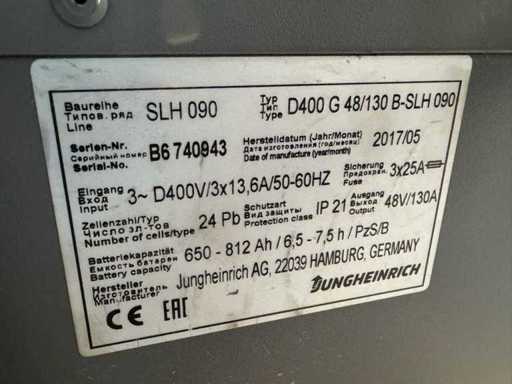 Baureihe
Типов. ряд
Line
SLH 090
Typ
Тип
Type
D400 G 48/130 B-SLH 090
Serien-Nr.
Серийный номер
Serial-No.
B6 740943
Herstelldatum (Jahr/Monat)
Дата изготовления (год/месяц)
Date of manufacture (year/month)
2017/05
Eingang
Вход
Input
3~ D400V/3x13,6A/50-60HZ
Sicherung
Предохран.
Fuse
3x25A
Zellenzahl/Typ
Число эл-тов
Number of cells/type
24 Pb
Schutzart
Вид защиты
Protection class
IP 21
Ausgang
Выход
Output
48V/130A
Batteriekapazität
Емкость батареи
Battery capacity
650 - 812 Ah / 6,5 - 7,5 h / PzS/B
Hersteller
Изготовитель
Manufacturer
Jungheinrich AG, 22039 HAMBURG, GERMANY
CE EAC
JUNGHEINRICH